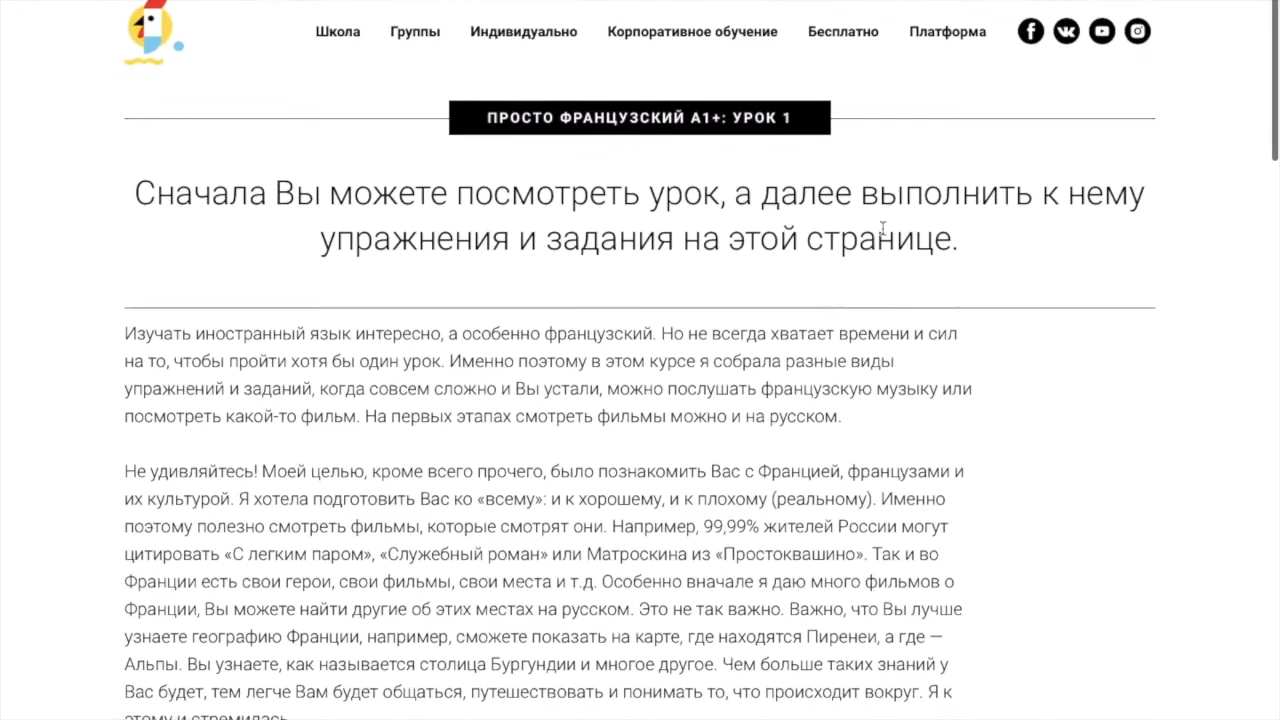 Школа Группы Индивидуально Корпоративное обучение Бесплатно Платформа
ПРОСТО ФРАНЦУЗСКИЙ А1+: УРОК 1
Сначала Вы можете посмотреть урок, а далее выполнить к нему
упражнения и задания на этой странице.
Изучать иностранный язык интересно, а особенно французский. Но не всегда хватает времени и сил
на то, чтобы пройти хотя бы один урок. Именно поэтому в этом курсе я собрала разные виды
упражнений и заданий, когда совсем сложно и Вы устали, можно послушать французскую музыку или
посмотреть какой-то фильм. На первых этапах смотреть фильмы можно и на русском.
Не удивляйтесь! Моей целью, кроме всего прочего, было познакомить Вас с Францией, французами и
их культурой. Я хотела подготовить Вас ко «всему»: и к хорошему, и к плохому (реальному). Именно
поэтому полезно смотреть фильмы, которые смотрят они. Например, 99,99% жителей России могут
цитировать «С легким паром», «Служебный роман» или Матроскина из «Простоквашино». Так и во
Франции есть свои герои, свои фильмы, свои места и т.д. Особенно вначале я даю много фильмов о
Франции, Вы можете найти другие об этих местах на русском. Это не так важно. Важно, что Вы лучше
узнаете географию Франции, например, сможете показать на карте, где находятся Пиренеи, а где —
Альпы. Вы узнаете, как называется столица Бургундии и многое другое. Чем больше таких знаний у
Вас будет, тем легче Вам будет общаться, путешествовать и понимать то, что происходит вокруг. Я к
этому и стремилась.